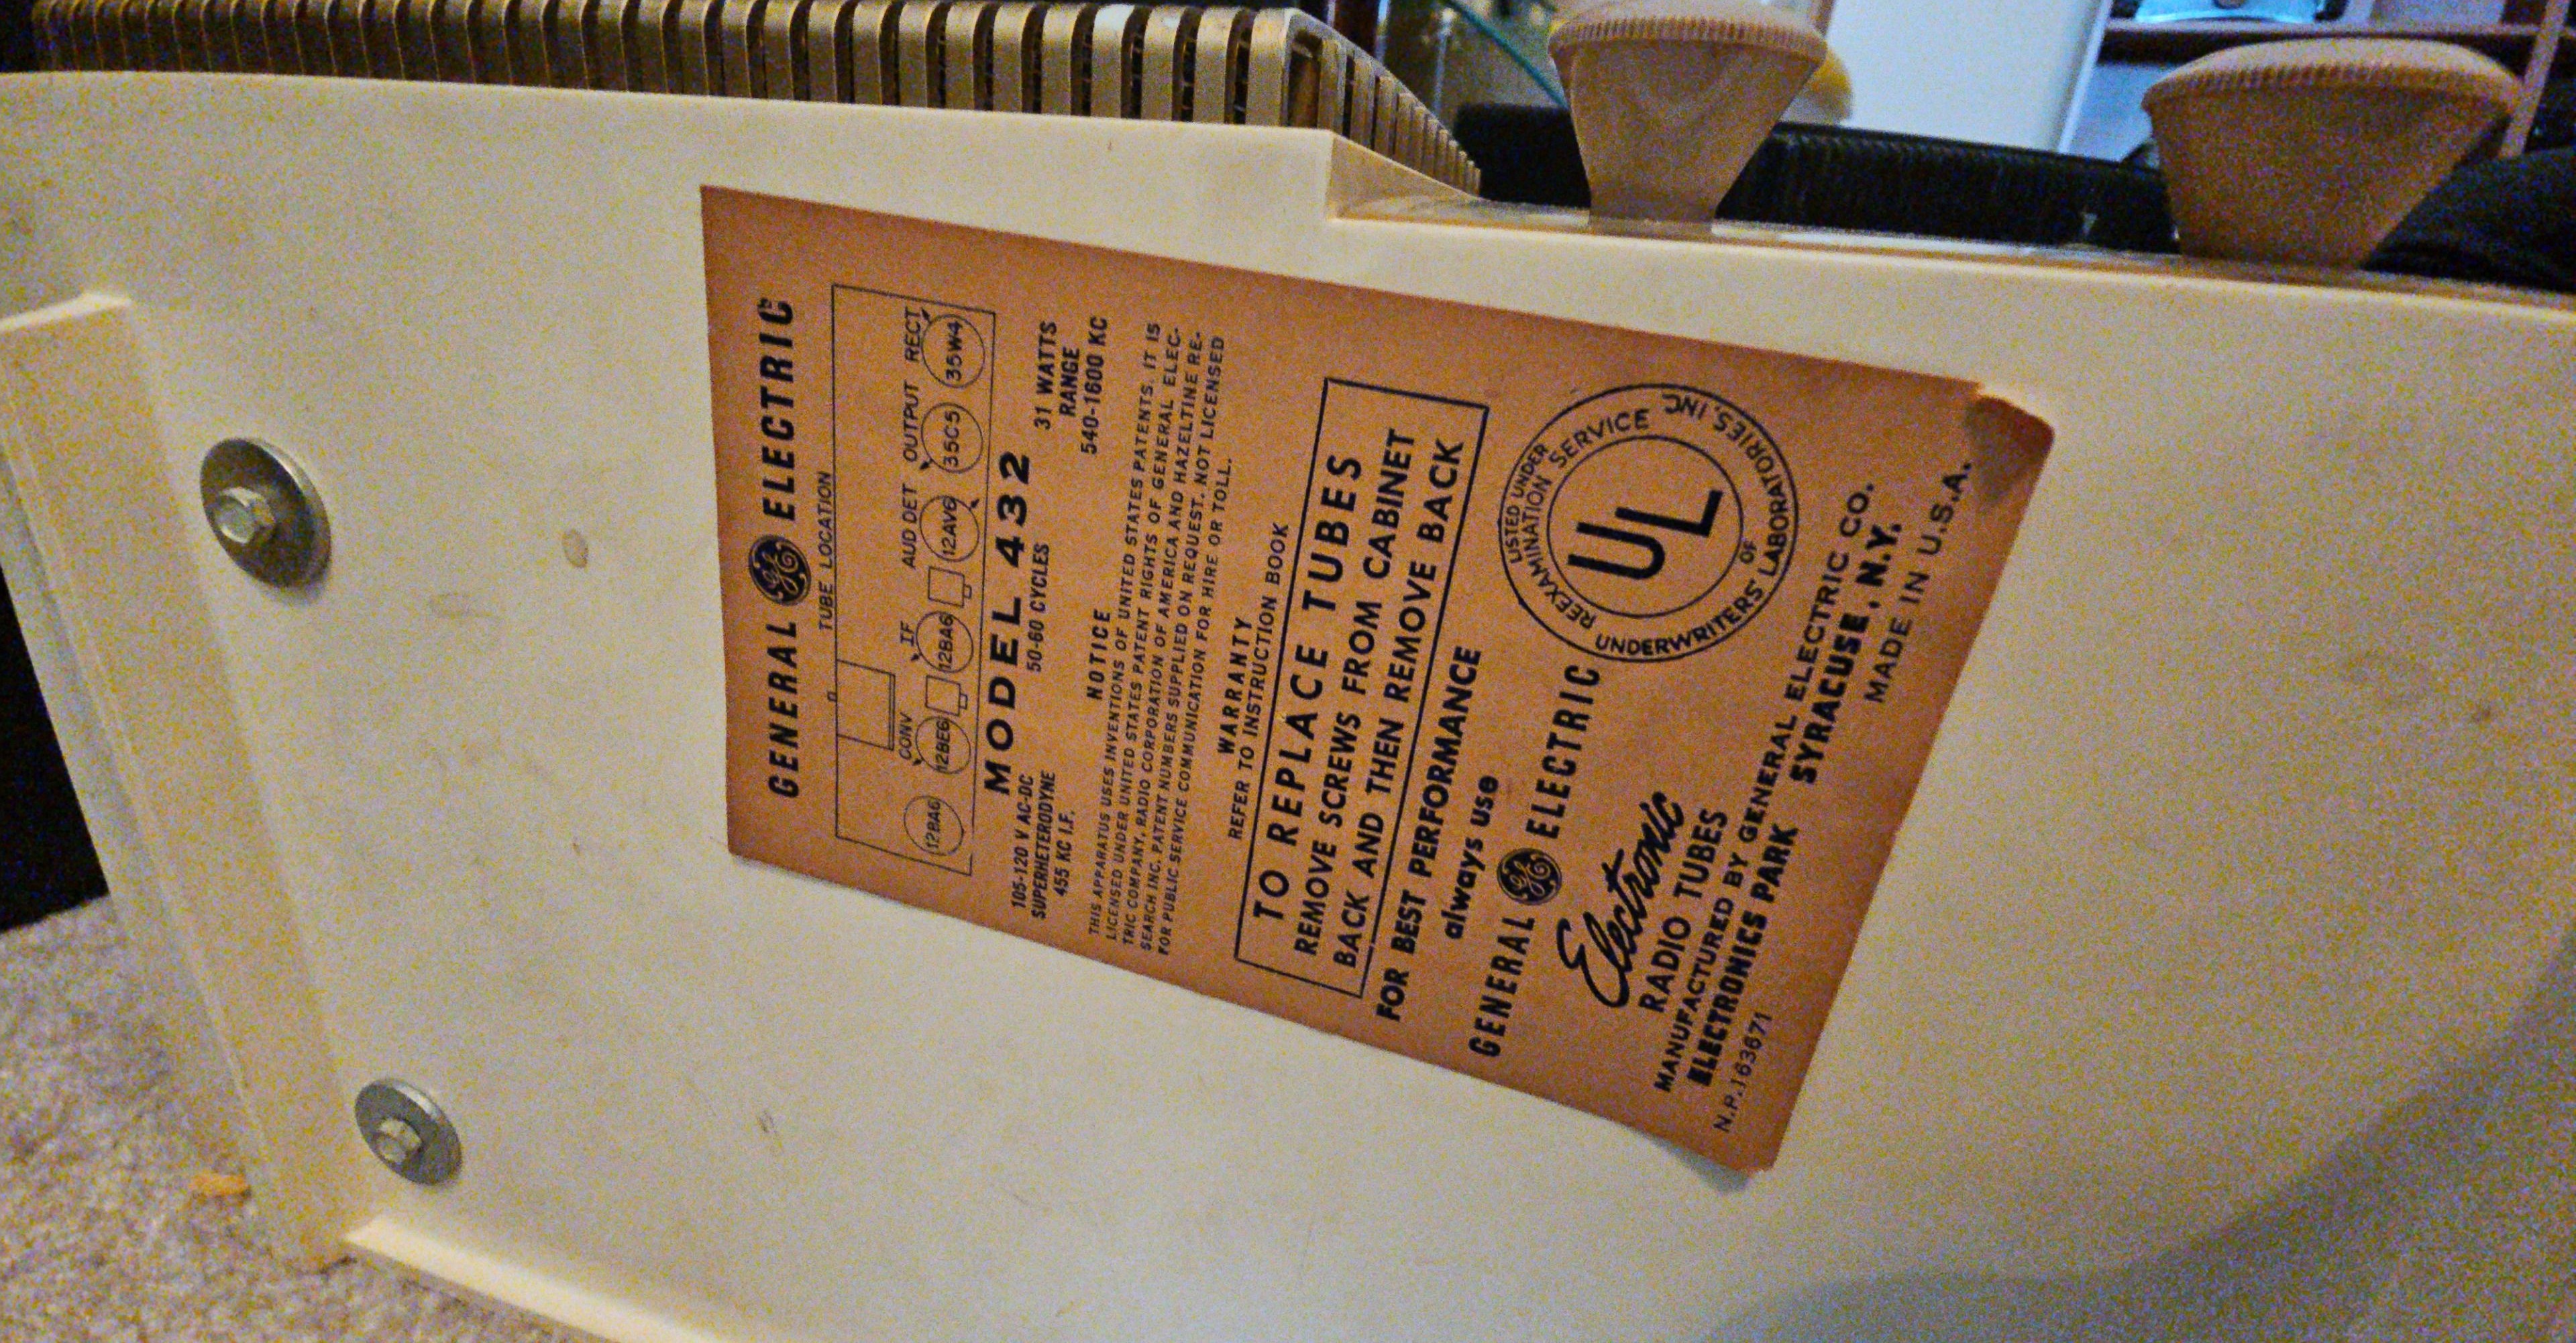 GENERAL GE ELECTRIC
TUBE LOCATION
CONV IF AUD DET OUTPUT RECT
12BA6 12BE6 12BA6 12AV6 35C5 35W4
MODEL 432
105-120 V AC-DC 50-60 CYCLES 31 WATTS
SUPERHETERODYNE RANGE
455 KC I.F. 540-1600 KC
NOTICE
THIS APPARATUS USES INVENTIONS OF UNITED STATES PATENTS. IT IS
LICENSED UNDER UNITED STATES PATENT RIGHTS OF GENERAL ELEC-
TRIC COMPANY, RADIO CORPORATION OF AMERICA AND HAZELTINE RE-
SEARCH INC. PATENT NUMBERS SUPPLIED ON REQUEST. NOT LICENSED
FOR PUBLIC SERVICE COMMUNICATION FOR HIRE OR TOLL.
WARRANTY
REFER TO INSTRUCTION BOOK
TO REPLACE TUBES
REMOVE SCREWS FROM CABINET
BACK AND THEN REMOVE BACK
FOR BEST PERFORMANCE
always use
GENERAL GE ELECTRIC
Electronic
RADIO TUBES
LISTED UNDER
REEXAMINATION SERVICE
UL
OF
UNDERWRITERS' LABORATORIES, INC.
MANUFACTURED BY GENERAL ELECTRIC CO.
ELECTRONICS PARK SYRACUSE, N.Y.
N.P.163671 MADE IN U.S.A.